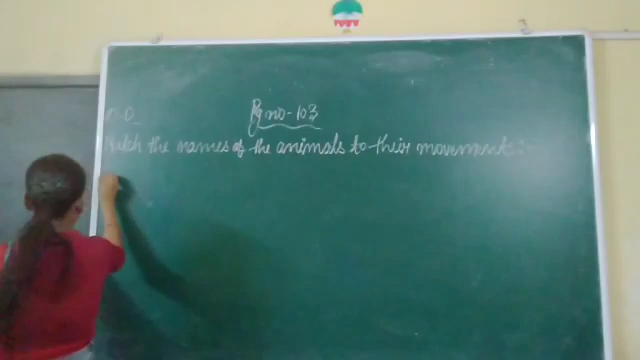 Pg no-103
Match the names of the animals to their movements :-